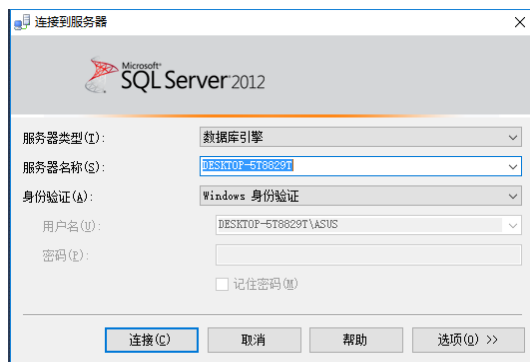 连接到服务器
Microsoft
SQL Server 2012
服务器类型(T): 数据库引擎
服务器名称(S): DESKTOP-5T8829T
身份验证(A): Windows 身份验证
用户名(U): DESKTOP-5T8829T\ASUS
密码(P):
记住密码(M)
连接(C) 取消 帮助 选项(O) >>